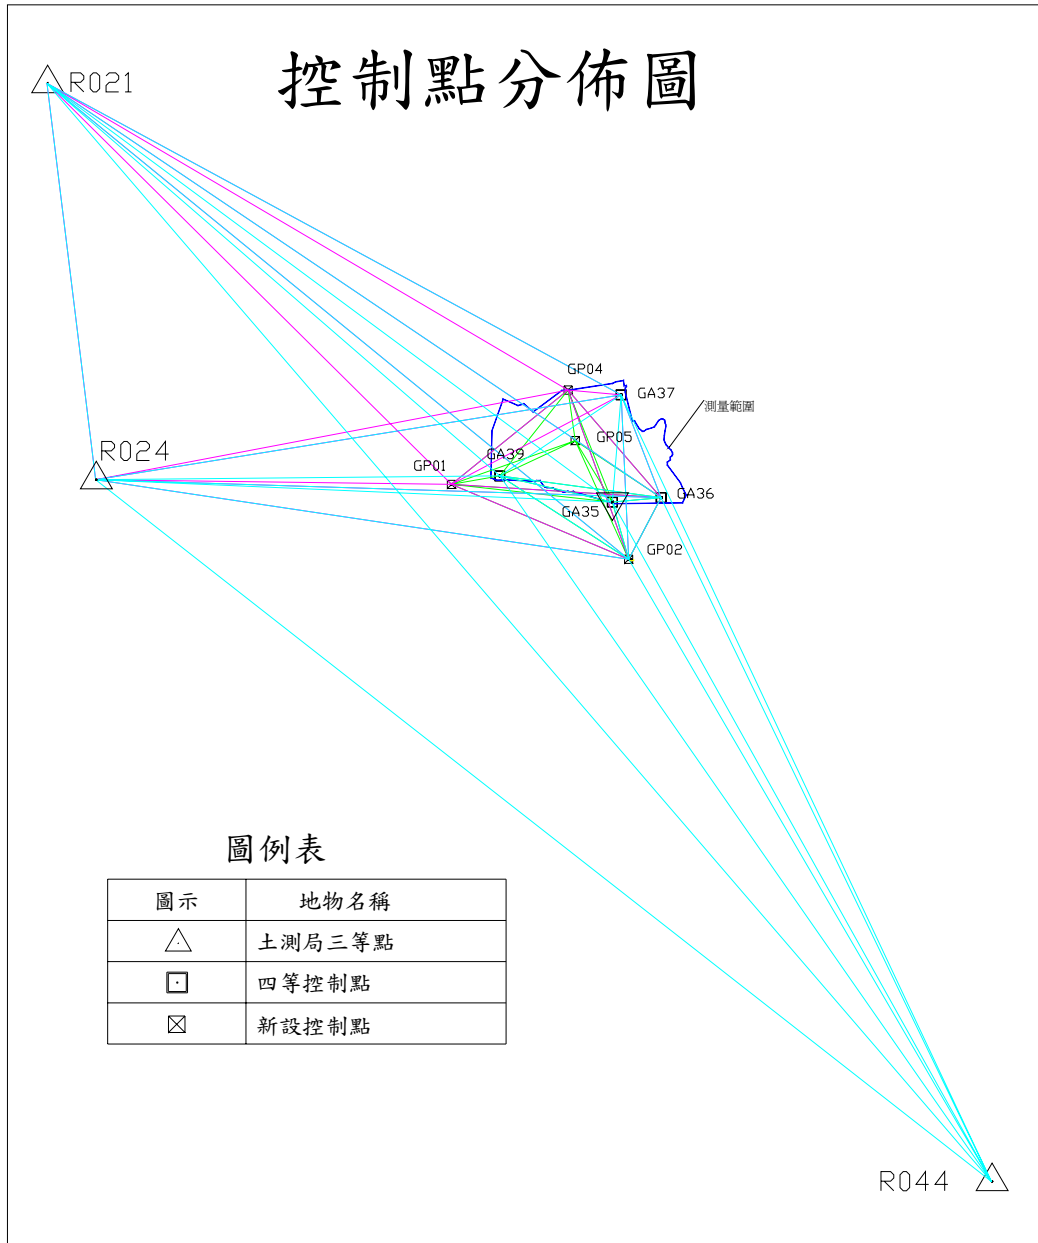 控制點分佈圖
R021
GP04
GA37
測量範圍
R024
GP05
GA39
GP01
GA36
GA35
GP02
圖例表
圖示 地物名稱
土測局三等點
四等控制點
新設控制點
R044